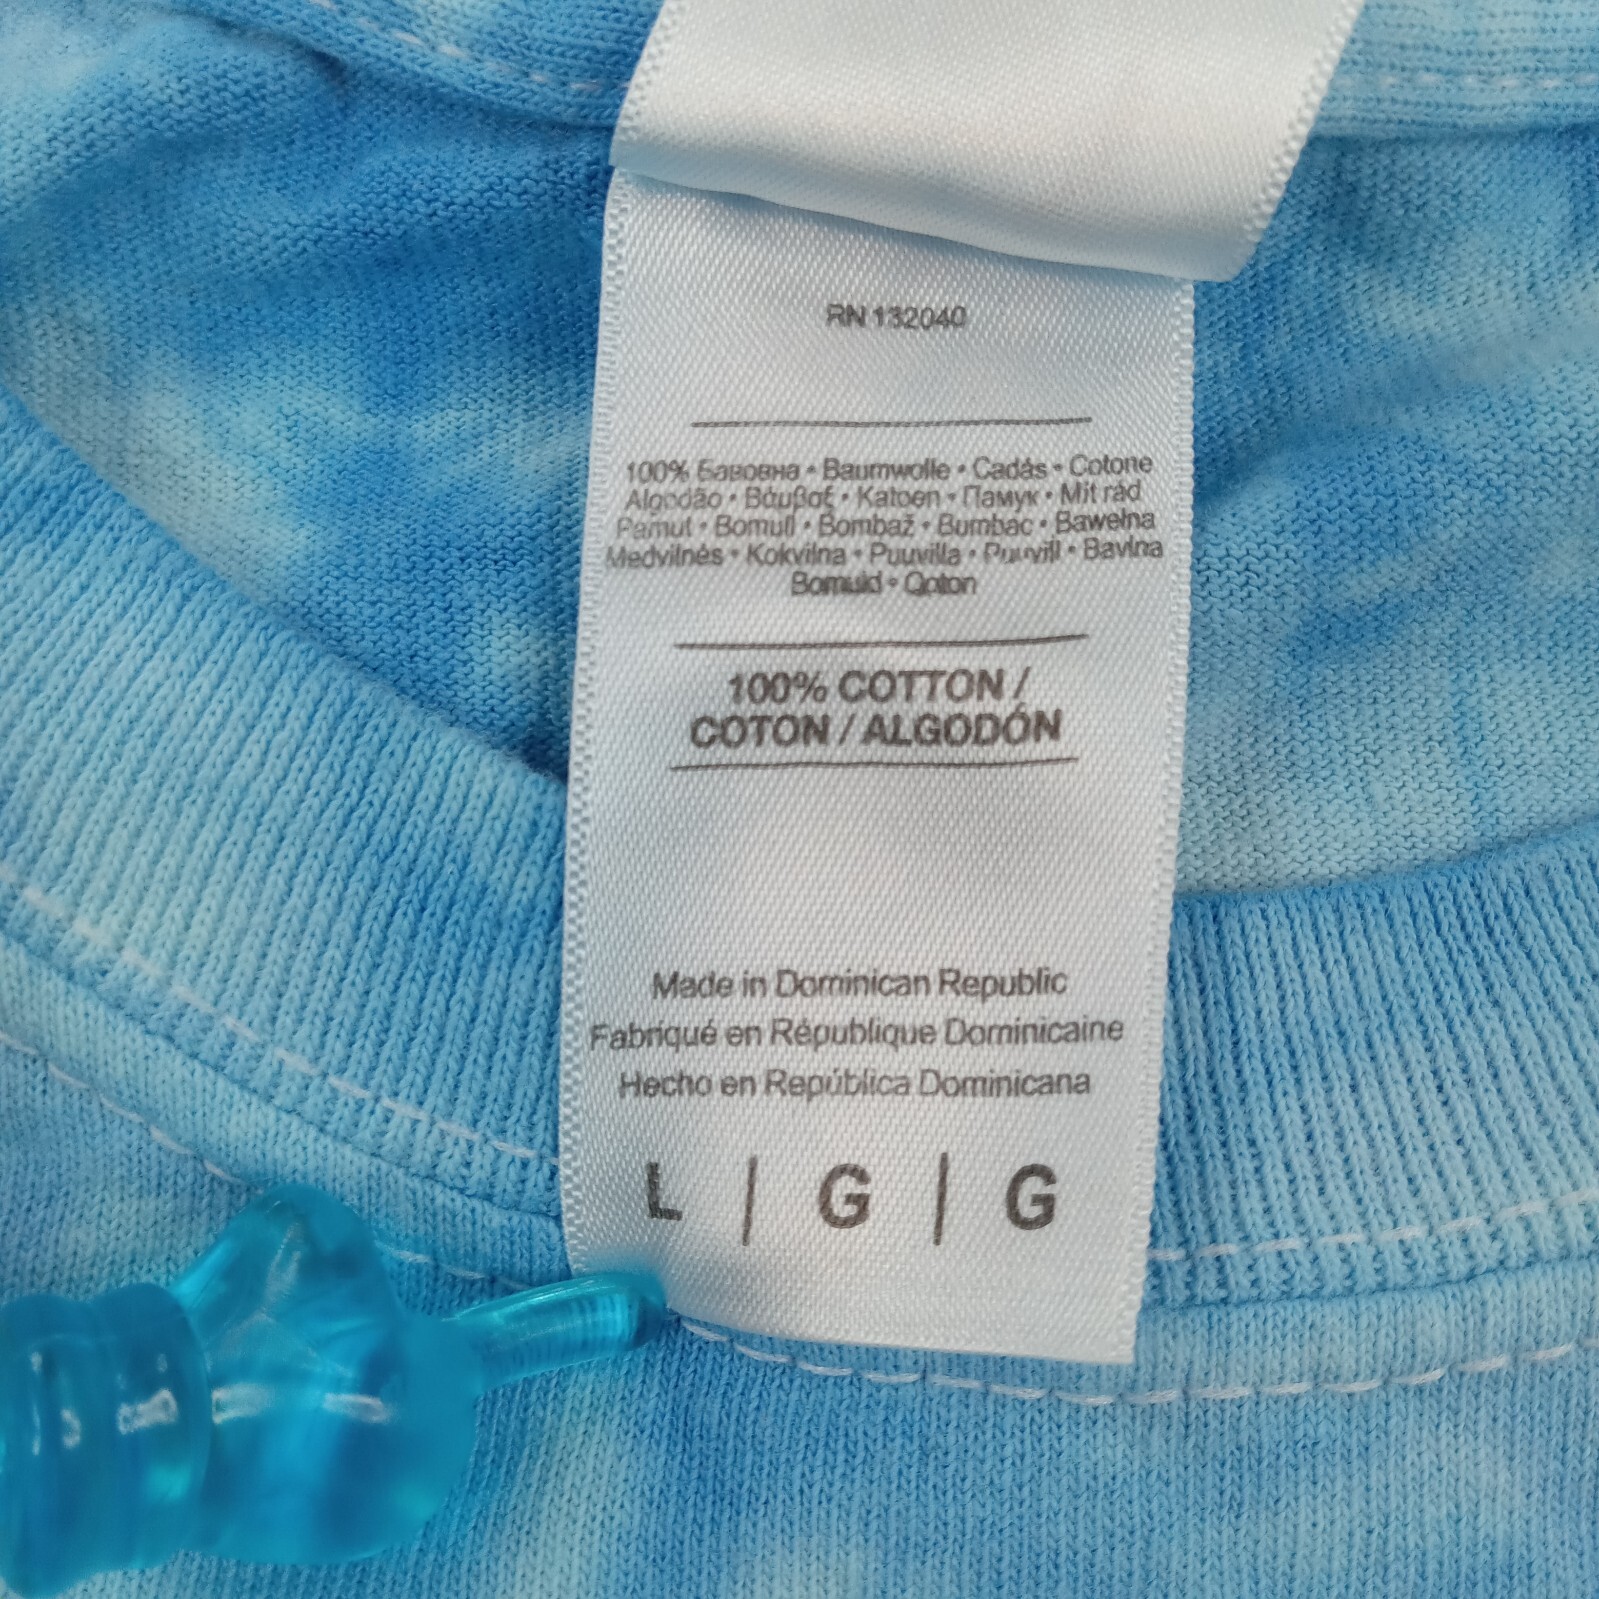 RN 132040
100% Бавовна • Baumwolle • Cadás • Cotone
Algodão • Βάμβαξ • Katoen • Памук • Mit rád
Pamut • Bomull • Bombaž • Bumbac • Bawełna
Medvilnės • Kokvilna • Puuvilla • Puuvill • Bavlna
Bomuld • Qoton
100% COTTON /
COTON / ALGODÓN
Made in Dominican Republic
Fabriqué en République Dominicaine
Hecho en República Dominicana
L | G | G